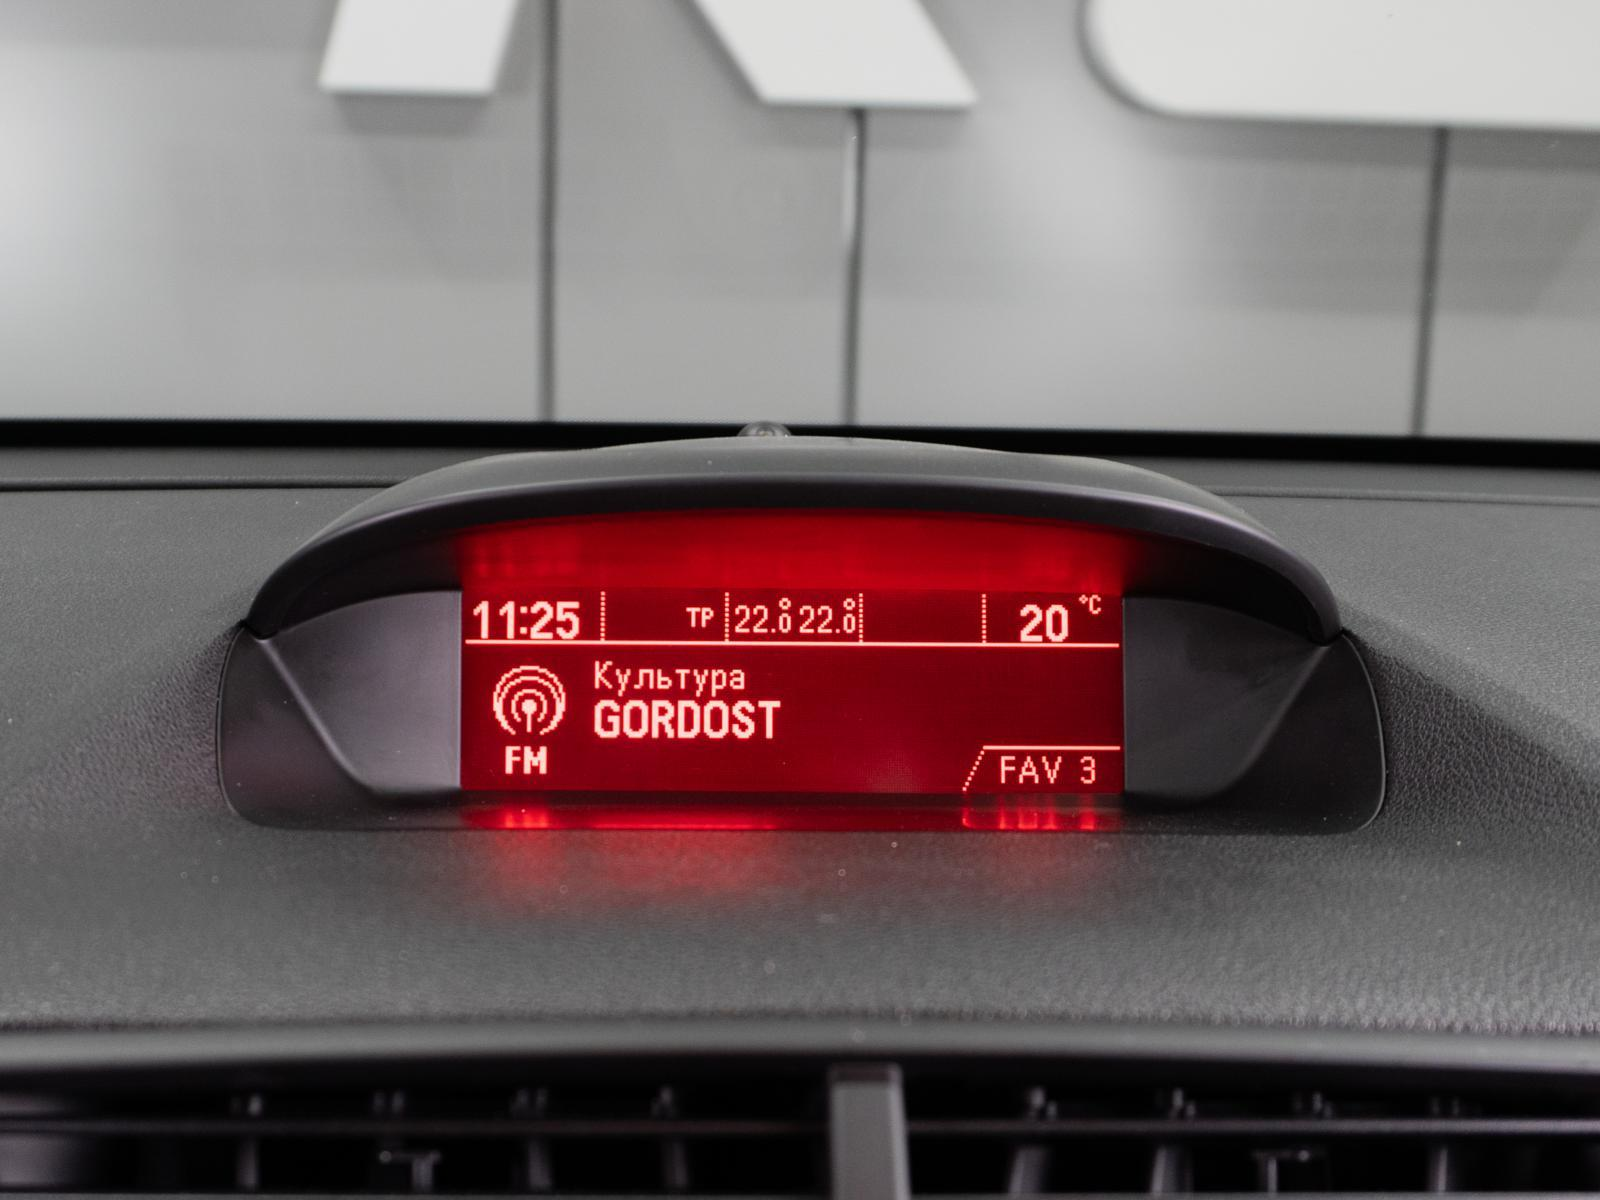 11:25 TP 22.0° 22.0° 20 °C
Культура
GORDOST
FM
FAV 3